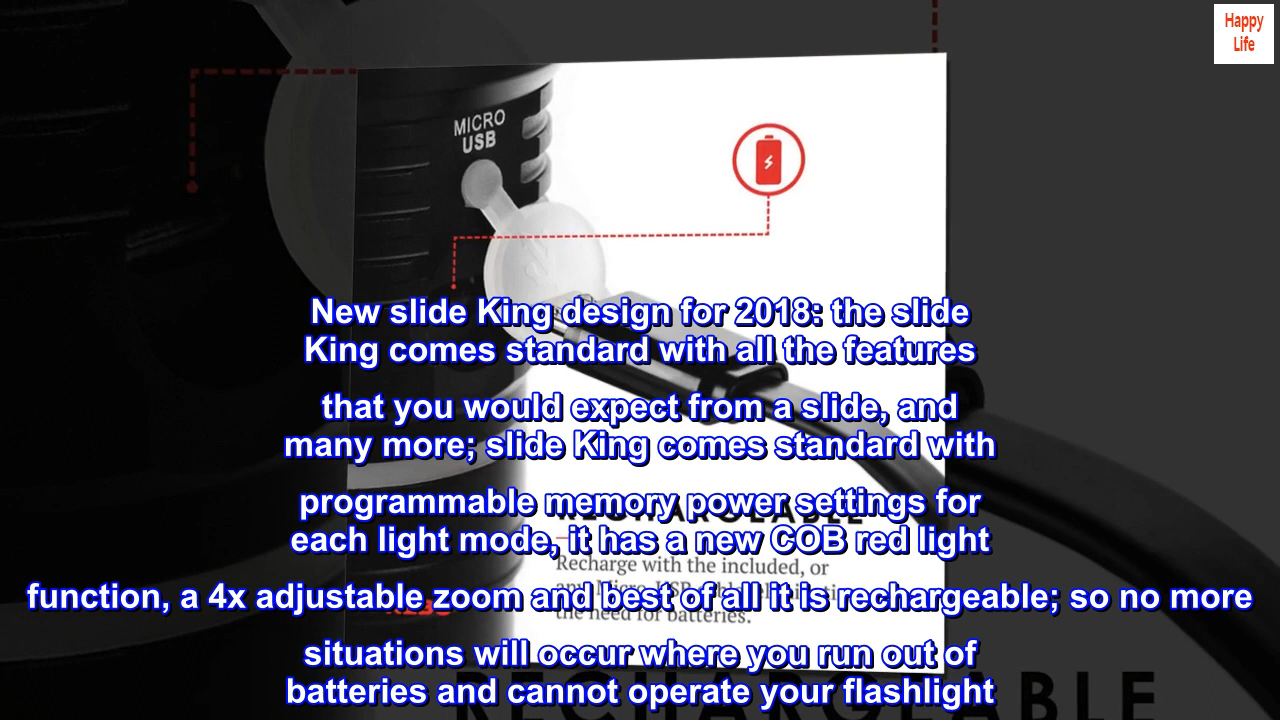 Happy
Life
MICRO
USB
New slide King design for 2018: the slide
King comes standard with all the features
that you would expect from a slide, and
many more; slide King comes standard with
programmable memory power settings for
RECHARGEABLE
each light mode, it has a new COB red light
Recharge with the included, or
function, a 4x adjustable zoom and best of all it is rechargeable; so no more
the need for batteries.
situations will occur where you run out of
batteries and cannot operate your flashlight
RECHARGEABLE